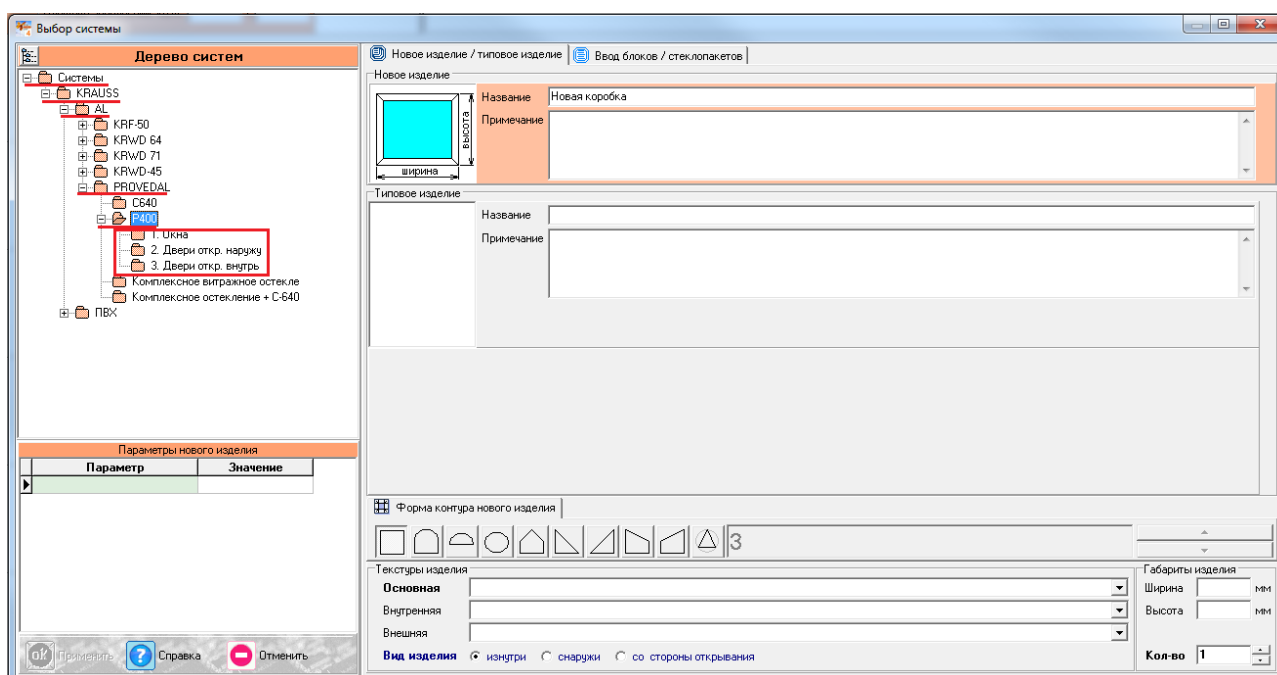 Выбор системы
Дерево систем
Системы
KRAUSS
AL
KRF-50
KRWD 64
KRWD 71
KRWD-45
PROVEDAL
C640
P400
1. Окна
2. Двери откр. наружу
3. Двери откр. внутрь
Комплексное витражное остекле
Комплексное остекление + С-640
ПВХ
Параметры нового изделия
Параметр Значение
ok Применить ? Справка Отменить
Новое изделие / типовое изделие Ввод блоков / стеклопакетов
Новое изделие
высота
ширина
Название Новая коробка
Примечание
Типовое изделие
Название
Примечание
Форма контура нового изделия
3
Текстуры изделия
Основная
Внутренняя
Внешняя
Вид изделия изнутри снаружи со стороны открывания
Габариты изделия
Ширина мм
Высота мм
Кол-во 1